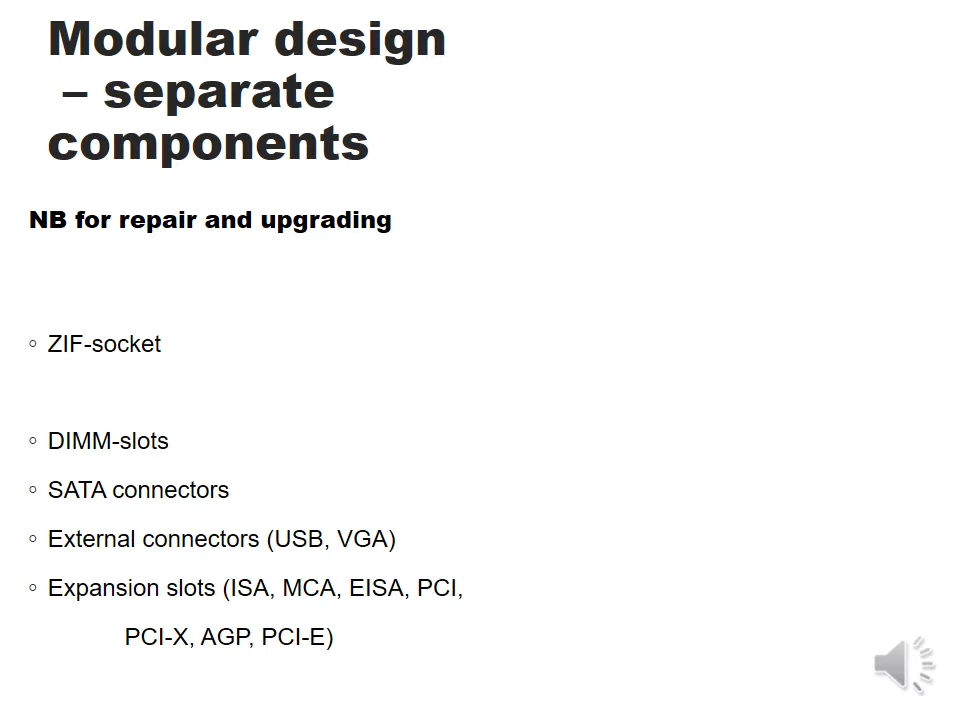 Modular design
– separate
components
NB for repair and upgrading
◦ ZIF-socket
◦ DIMM-slots
◦ SATA connectors
◦ External connectors (USB, VGA)
◦ Expansion slots (ISA, MCA, EISA, PCI,
PCI-X, AGP, PCI-E)